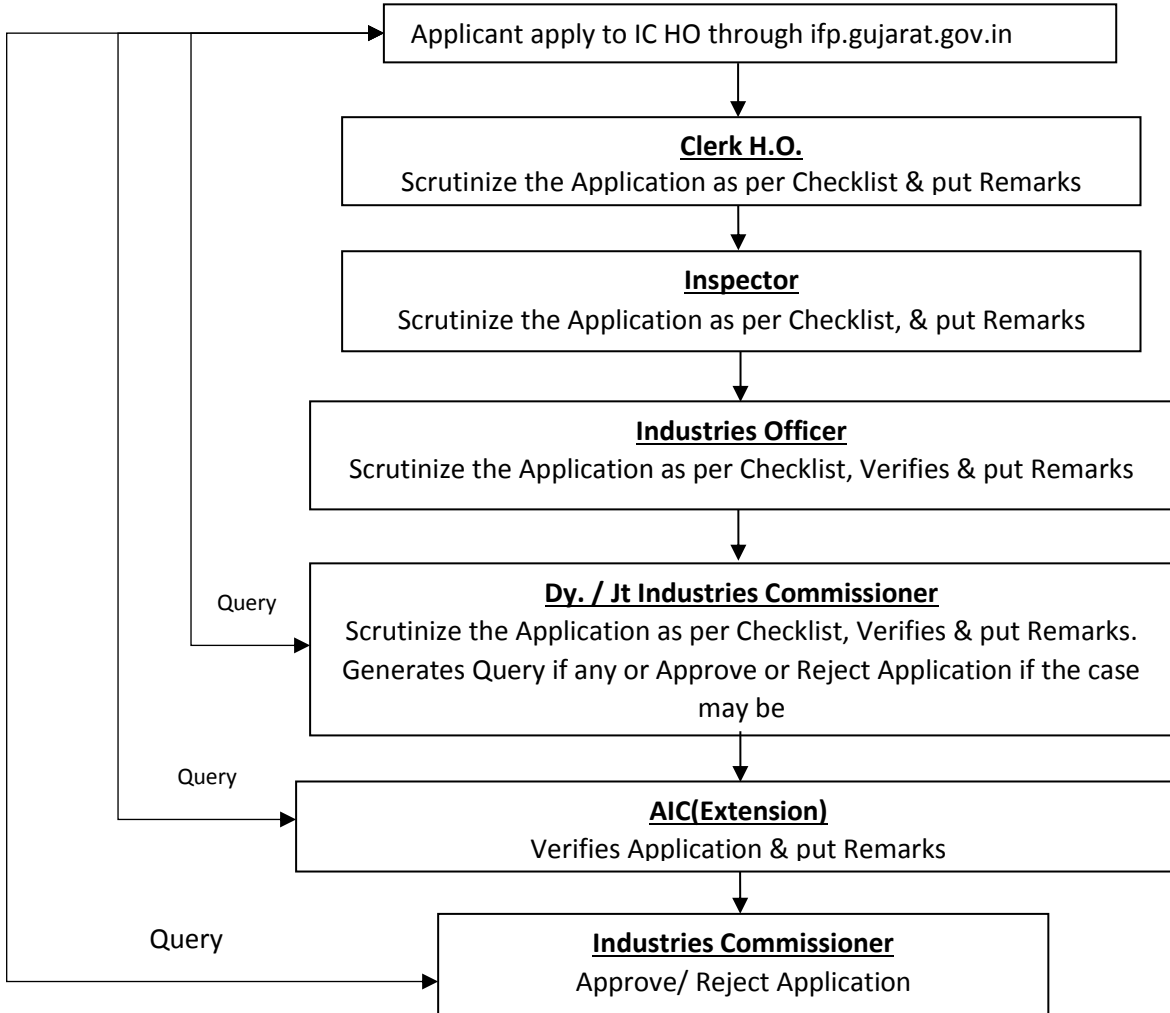 Applicant apply to IC HO through ifp.gujarat.gov.in
Clerk H.O.
Scrutinize the Application as per Checklist & put Remarks
Inspector
Scrutinize the Application as per Checklist, & put Remarks
Industries Officer
Scrutinize the Application as per Checklist, Verifies & put Remarks
Query
Dy. / Jt Industries Commissioner
Scrutinize the Application as per Checklist, Verifies & put Remarks.
Generates Query if any or Approve or Reject Application if the case
may be
Query
AIC(Extension)
Verifies Application & put Remarks
Query
Industries Commissioner
Approve/ Reject Application